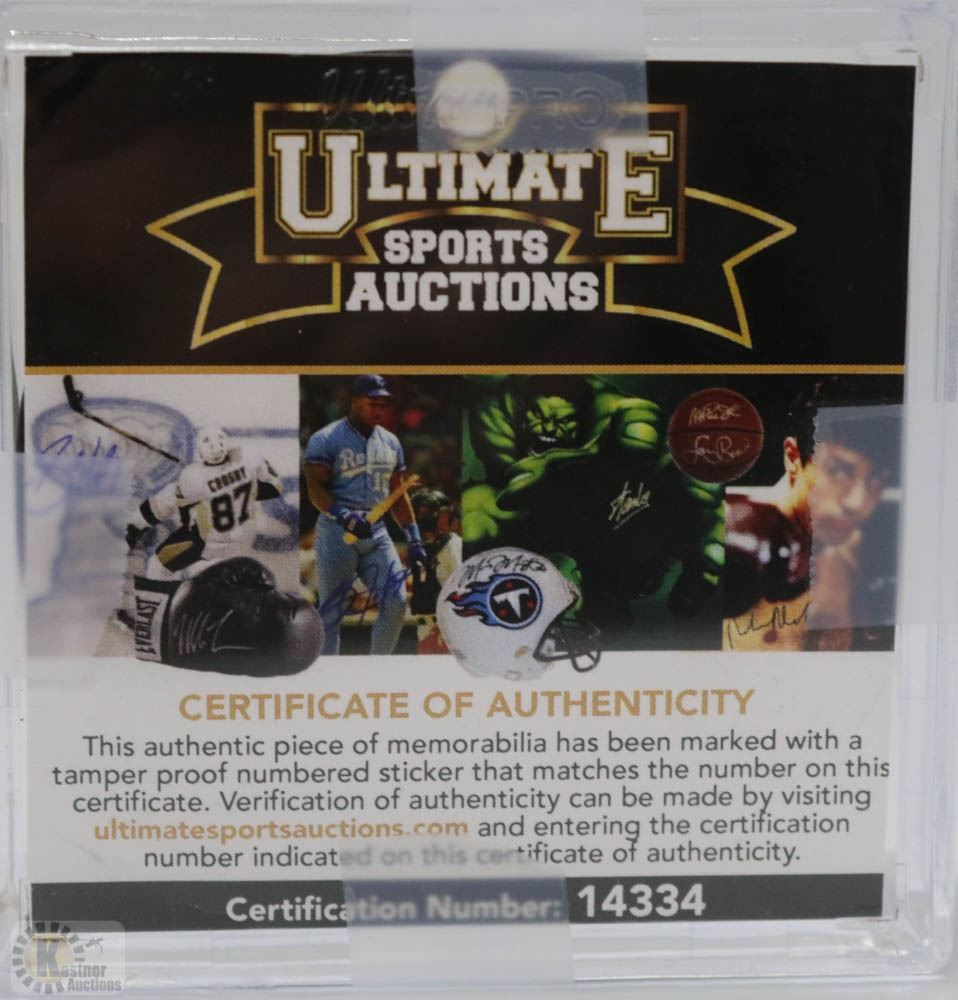 UltraPRO
ULTIMATE
SPORTS
AUCTIONS
CROSBY
87
Royals
EVERLAST
T
CERTIFICATE OF AUTHENTICITY
This authentic piece of memorabilia has been marked with a
tamper proof numbered sticker that matches the number on this
certificate. Verification of authenticity can be made by visiting
ultimatesportsauctions.com and entering the certification
number indicated on this certificate of authenticity.
Certification Number: 14334
Kastner
Auctions